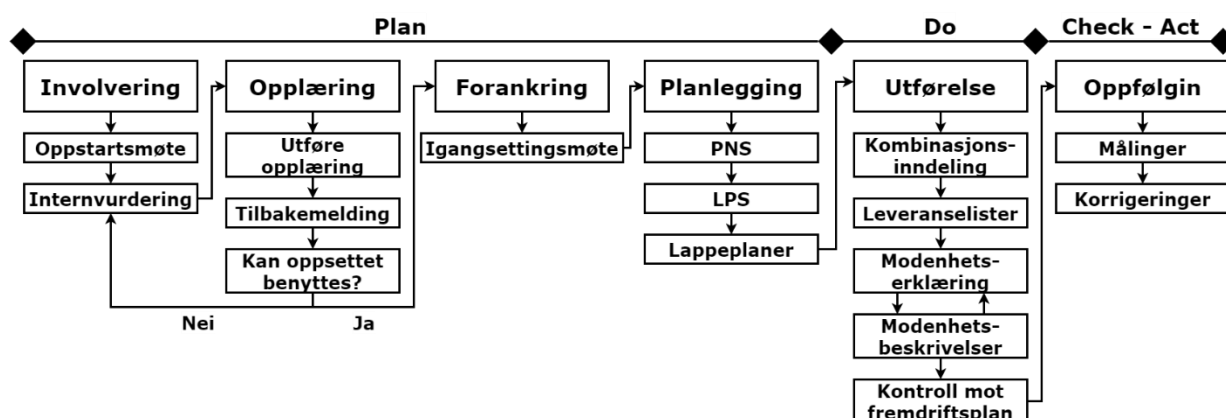 Plan
Do
Check - Act
Involvering
Oppstartsmøte
Internvurdering
Opplæring
Utføre
opplæring
Tilbakemelding
Kan oppsettet
benyttes?
Nei
Ja
Forankring
Igangsettingsmøte
Planlegging
PNS
LPS
Lappeplaner
Utførelse
Kombinasjons-
inndeling
Leveranselister
Modenhets-
erklæring
Modenhets-
beskrivelser
Kontroll mot
fremdriftsplan
Oppfølgin
Målinger
Korrigeringer